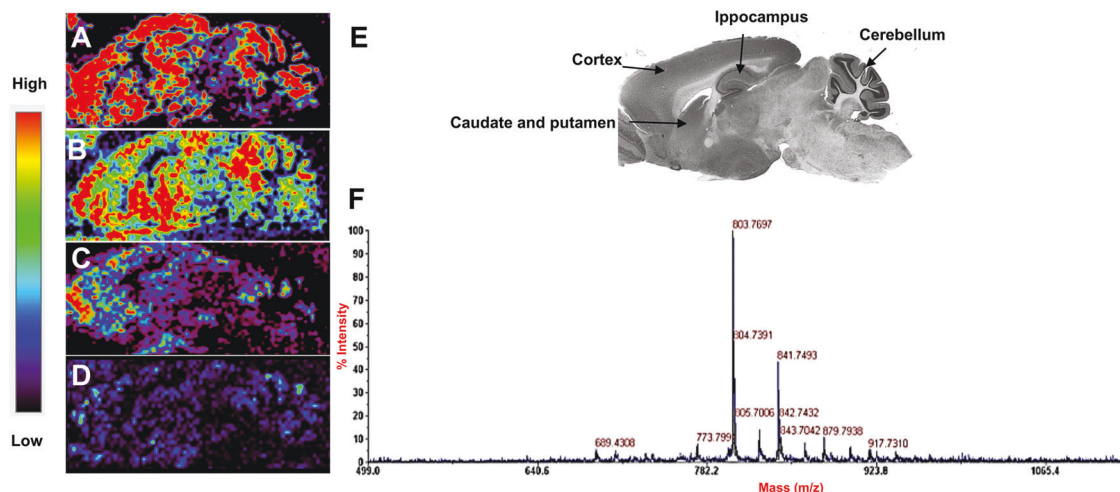 High
Low
A
B
C
D
E
Ippocampus
Cortex
Cerebellum
Caudate and putamen
F
% Intensity
100
90
80
70
60
50
40
30
20
10
0
803.7697
804.7391
841.7493
805.7006
842.7432
843.7042
879.7938
773.799
689.4308
917.7310
499.0
640.6
782.2
923.8
1065.4
Mass (m/z)